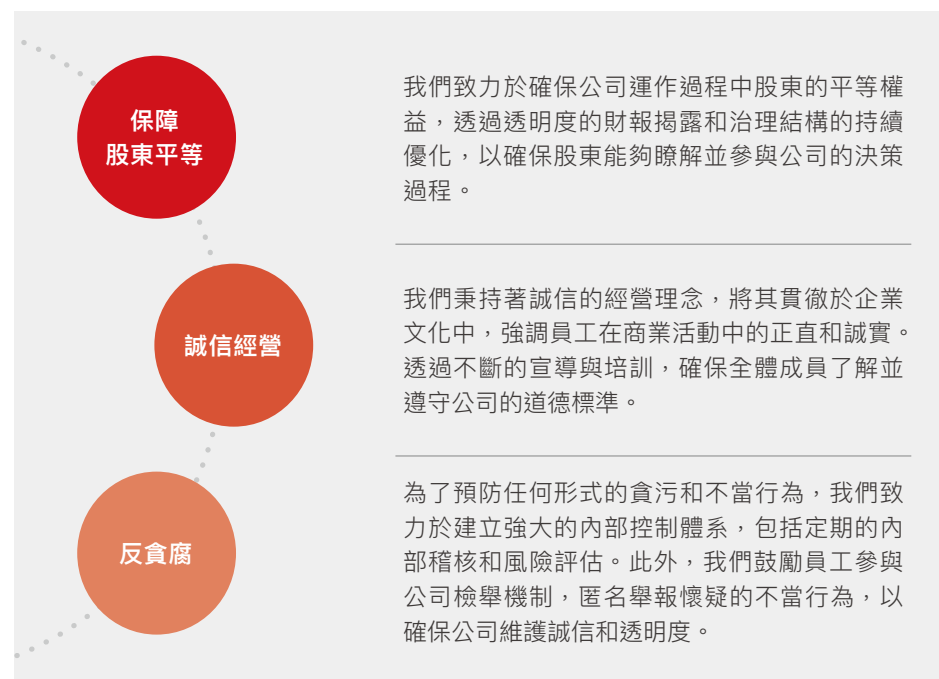 保障
股東平等
我們致力於確保公司運作過程中股東的平等權
益，透過透明度的財報揭露和治理結構的持續
優化，以確保股東能夠瞭解並參與公司的決策
過程。
誠信經營
我們秉持著誠信的經營理念，將其貫徹於企業
文化中，強調員工在商業活動中的正直和誠實。
透過不斷的宣導與培訓，確保全體成員了解並
遵守公司的道德標準。
反貪腐
為了預防任何形式的貪污和不當行為，我們致
力於建立強大的內部控制體系，包括定期的內
部稽核和風險評估。此外，我們鼓勵員工參與
公司檢舉機制，匿名舉報懷疑的不當行為，以
確保公司維護誠信和透明度。